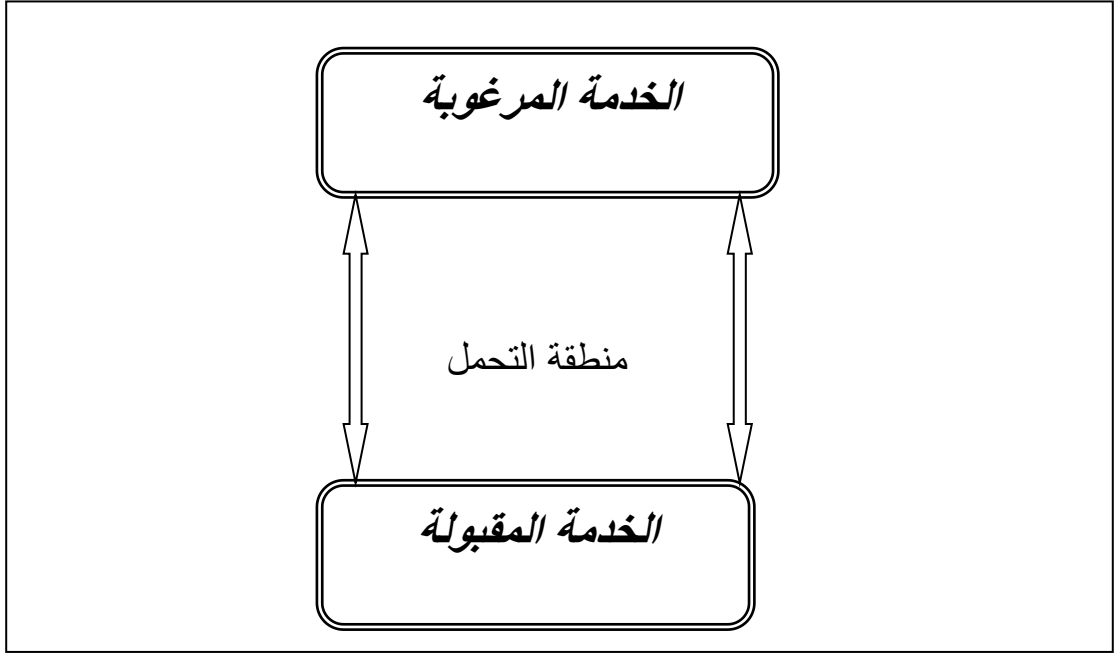 الخدمة المرغوبة
منطقة التحمل
الخدمة المقبولة